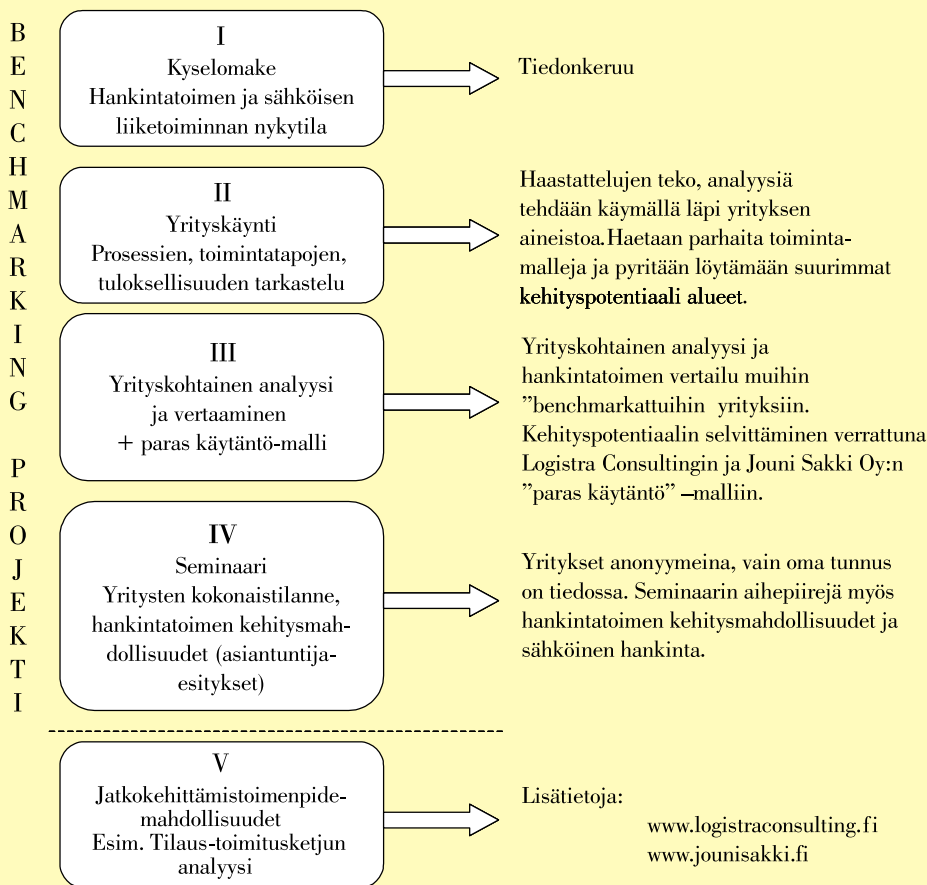 BENCHMARKING PROJEKTI
I
Kyselomake
Hankintatoimen ja sähköisen
liiketoiminnan nykytila
Tiedonkeruu
II
Yrityskäynti
Prosessien, toimintatapojen,
tuloksellisuuden tarkastelu
Haastattelujen teko, analyysiä
tehdään käymällä läpi yrityksen
aineistoa.Haetaan parhaita toiminta-
malleja ja pyritään löytämään suurimmat
kehityspotentiaali alueet.
III
Yrityskohtainen analyysi
ja vertaaminen
+ paras käytäntö-malli
Yrityskohtainen analyysi ja
hankintatoimen vertailu muihin
”benchmarkattuihin yrityksiin.
Kehityspotentiaalin selvittäminen verrattuna
Logistra Consultingin ja Jouni Sakki Oy:n
”paras käytäntö” –malliin.
IV
Seminaari
Yritysten kokonaistilanne,
hankintatoimen kehitysmah-
dollisuudet (asiantuntija-
esitykset)
Yritykset anonyymeina, vain oma tunnus
on tiedossa. Seminaarin aihepiirejä myös
hankintatoimen kehitysmahdollisuudet ja
sähköinen hankinta.
V
Jatkokehittämistoimenpide-
mahdollisuudet
Esim. Tilaus-toimitusketjun
analyysi
Lisätietoja:
www.logistraconsulting.fi
www.jounisakki.fi